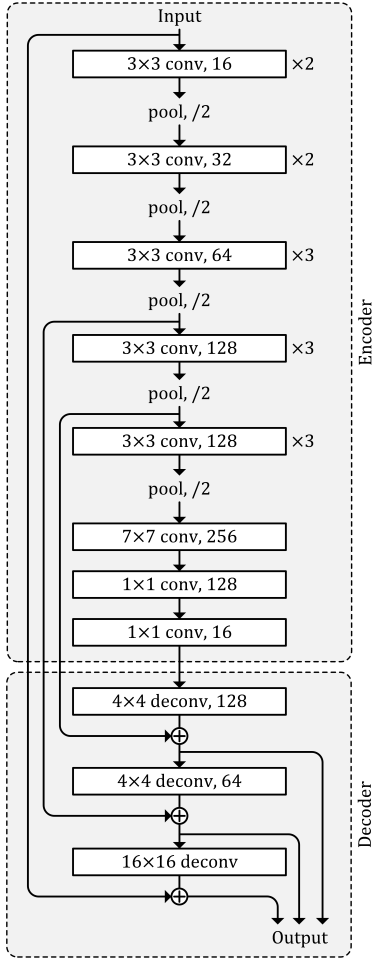 Input
3×3 conv, 16 ×2
pool, /2
3×3 conv, 32 ×2
pool, /2
3×3 conv, 64 ×3
pool, /2
3×3 conv, 128 ×3
pool, /2
3×3 conv, 128 ×3
pool, /2
7×7 conv, 256
1×1 conv, 128
1×1 conv, 16
Encoder
4×4 deconv, 128
4×4 deconv, 64
16×16 deconv
Output
Decoder